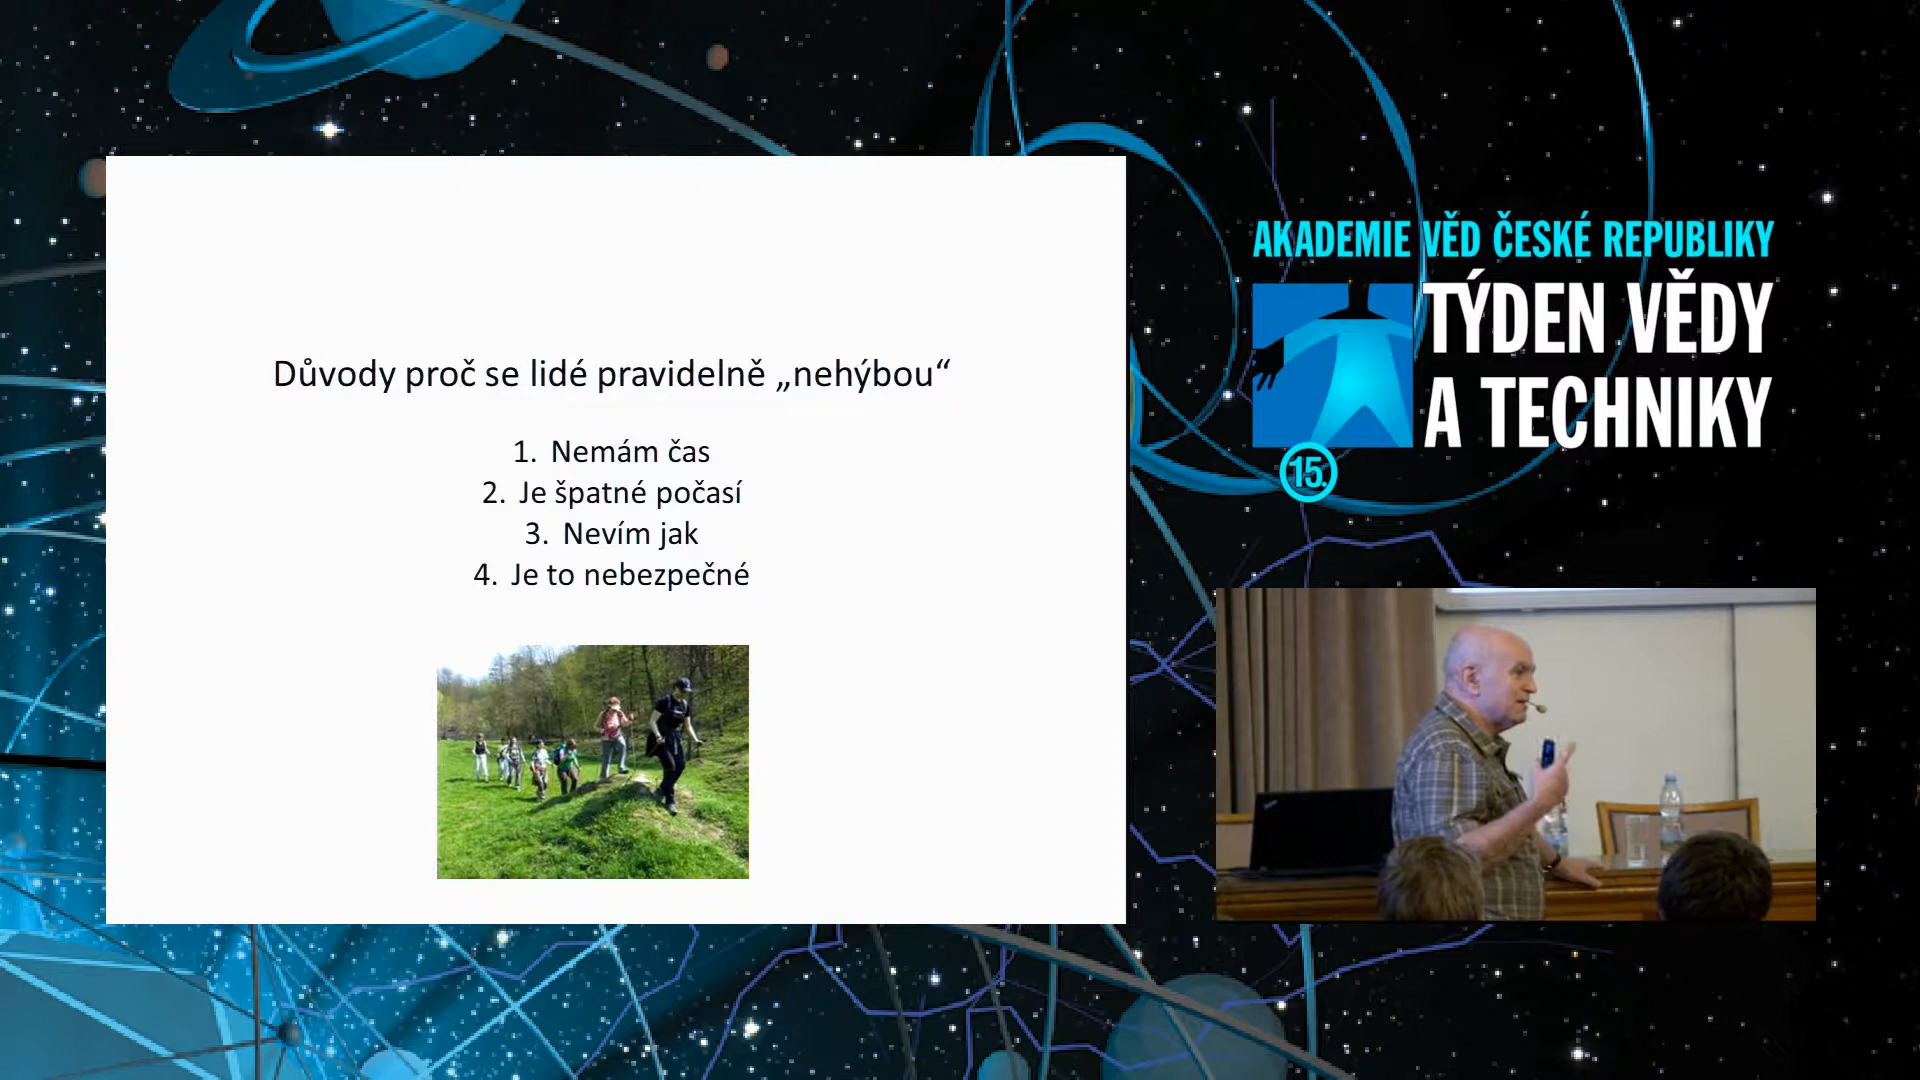 Důvody proč se lidé pravidelně „nehýbou“
1. Nemám čas
2. Je špatné počasí
3. Nevím jak
4. Je to nebezpečné
AKADEMIE VĚD ČESKÉ REPUBLIKY
TÝDEN VĚDY
A TECHNIKY
15.